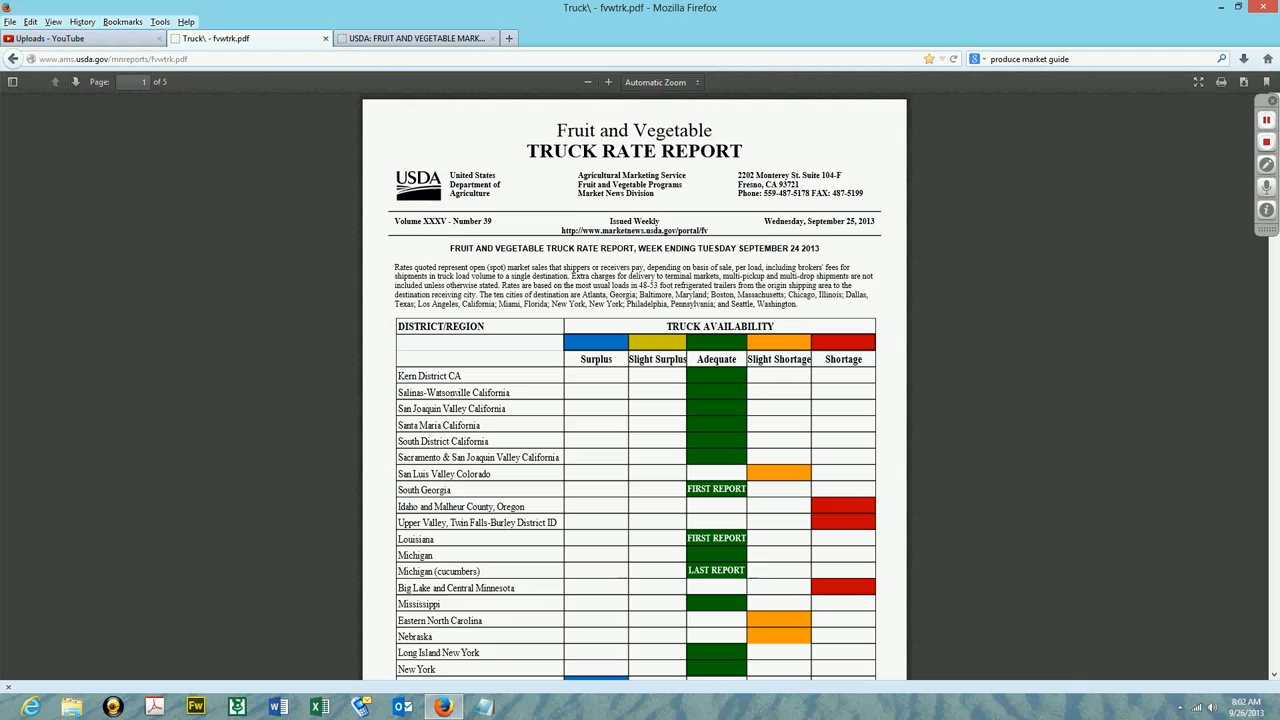 Truck\ - fvwtrk.pdf - Mozilla Firefox
File Edit View History Bookmarks Tools Help
Uploads - YouTube × Truck\ - fvwtrk.pdf × USDA: FRUIT AND VEGETABLE MARK... × +
www.ams.usda.gov/mnreports/fvwtrk.pdf produce market guide
Page: 1 of 5 Automatic Zoom
Fruit and Vegetable
TRUCK RATE REPORT
USDA
United States
Department of
Agriculture
Agricultural Marketing Service
Fruit and Vegetable Programs
Market News Division
2202 Monterey St. Suite 104-F
Fresno, CA 93721
Phone: 559-487-5178 FAX: 487-5199
Volume XXXV - Number 39 Issued Weekly Wednesday, September 25, 2013
http://www.marketnews.usda.gov/portal/fv
FRUIT AND VEGETABLE TRUCK RATE REPORT, WEEK ENDING TUESDAY SEPTEMBER 24 2013
Rates quoted represent open (spot) market sales that shippers or receivers pay, depending on basis of sale, per load, including brokers' fees for
shipments in truck load volume to a single destination. Extra charges for delivery to terminal markets, multi-pickup and multi-drop shipments are not
included unless otherwise stated. Rates are based on the most usual loads in 48-53 foot refrigerated trailers from the origin shipping area to the
destination receiving city. The ten cities of destination are Atlanta, Georgia; Baltimore, Maryland; Boston, Massachusetts; Chicago, Illinois; Dallas,
Texas; Los Angeles, California; Miami, Florida; New York, New York; Philadelphia, Pennsylvania; and Seattle, Washington.
DISTRICT/REGION TRUCK AVAILABILITY
Surplus Slight Surplus Adequate Slight Shortage Shortage
Kern District CA
Salinas-Watsonville California
San Joaquin Valley California
Santa Maria California
South District California
Sacramento & San Joaquin Valley California
San Luis Valley Colorado
South Georgia FIRST REPORT
Idaho and Malheur County, Oregon
Upper Valley, Twin Falls-Burley District ID
Louisiana FIRST REPORT
Michigan
Michigan (cucumbers) LAST REPORT
Big Lake and Central Minnesota
Mississippi
Eastern North Carolina
Nebraska
Long Island New York
New York
Fw
8:02 AM
9/26/2013